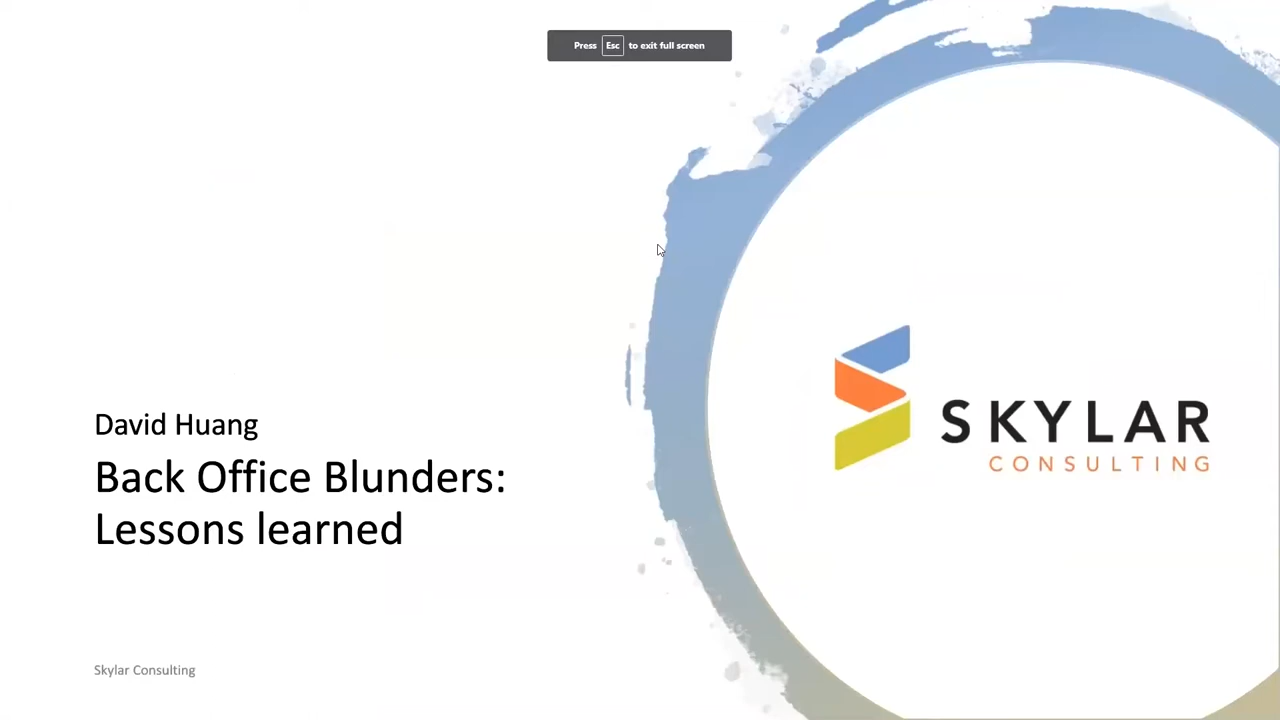 Press Esc to exit full screen
SKYLAR
CONSULTING
David Huang
Back Office Blunders:
Lessons learned
Skylar Consulting